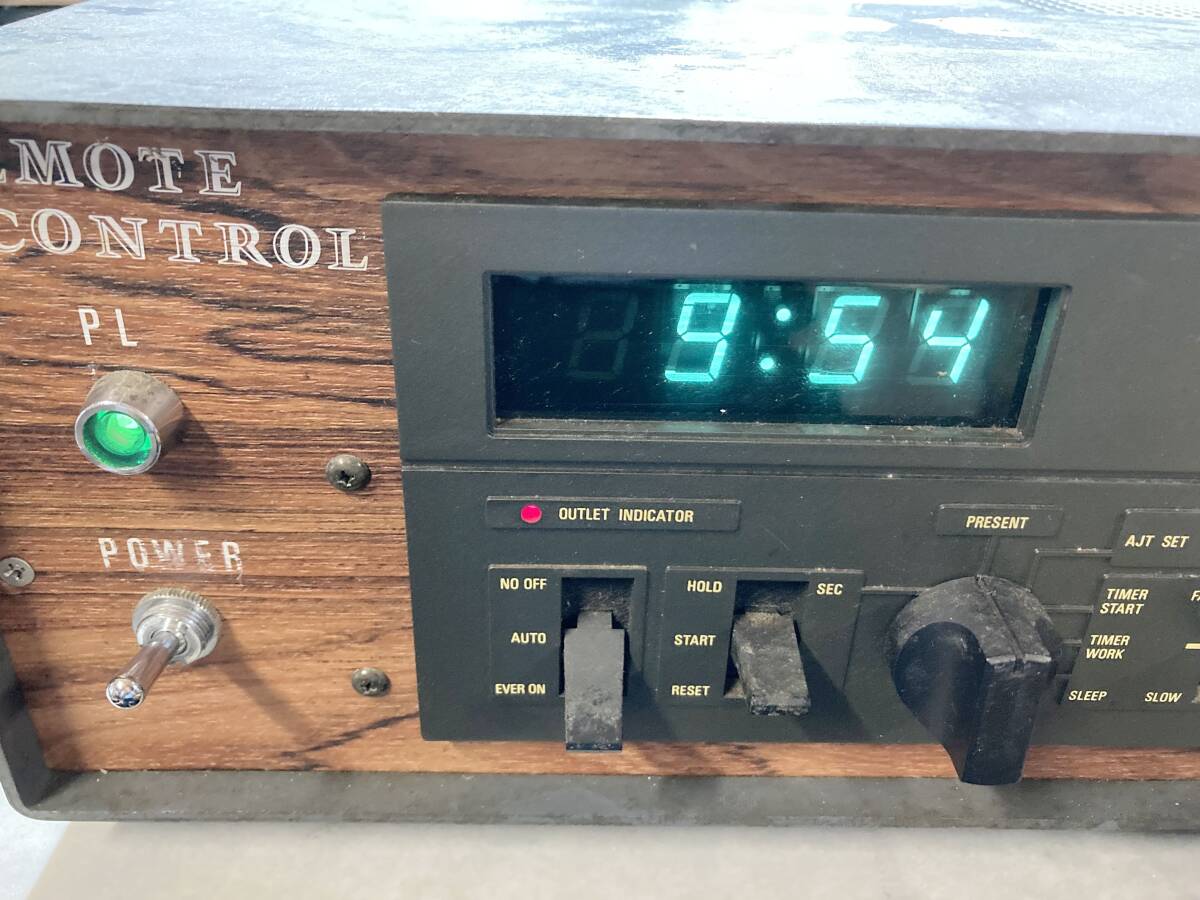 MOTE
CONTROL
PL
POWER
9:54
OUTLET INDICATOR
PRESENT
AJT SET
NO OFF
AUTO
EVER ON
HOLD
SEC
START
RESET
TIMER
START
TIMER
WORK
SLEEP
SLOW